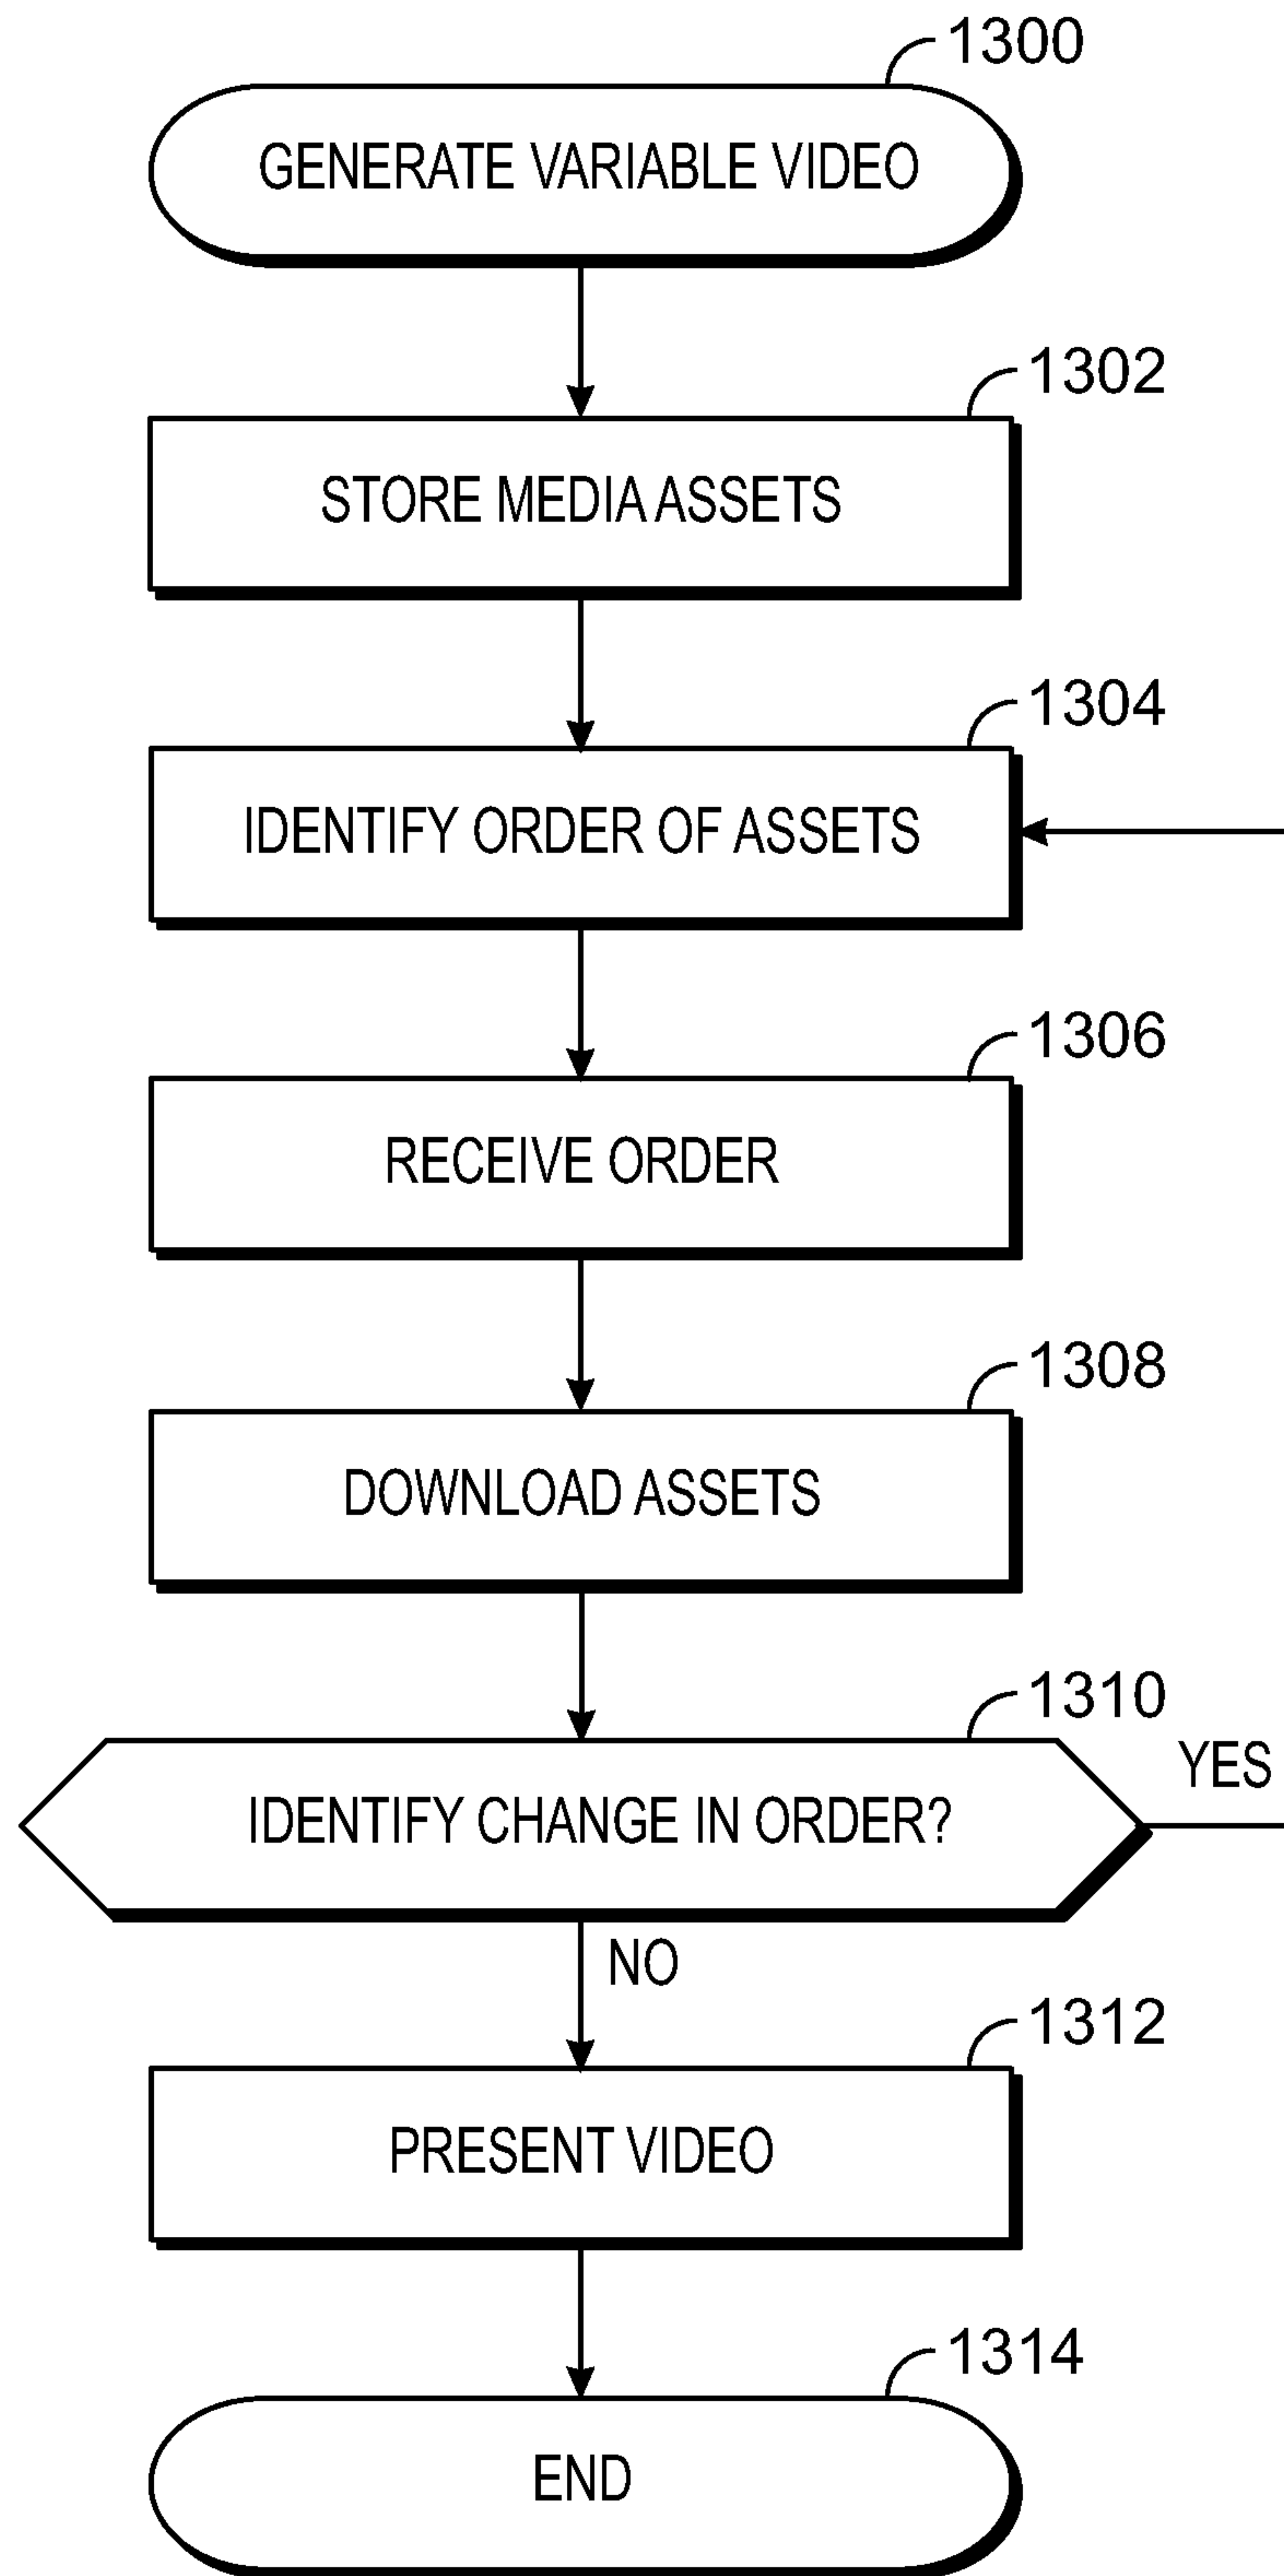 1300
GENERATE VARIABLE VIDEO
1302
STORE MEDIA ASSETS
1304
IDENTIFY ORDER OF ASSETS
1306
RECEIVE ORDER
1308
DOWNLOAD ASSETS
1310
YES
IDENTIFY CHANGE IN ORDER?
NO
1312
PRESENT VIDEO
1314
END